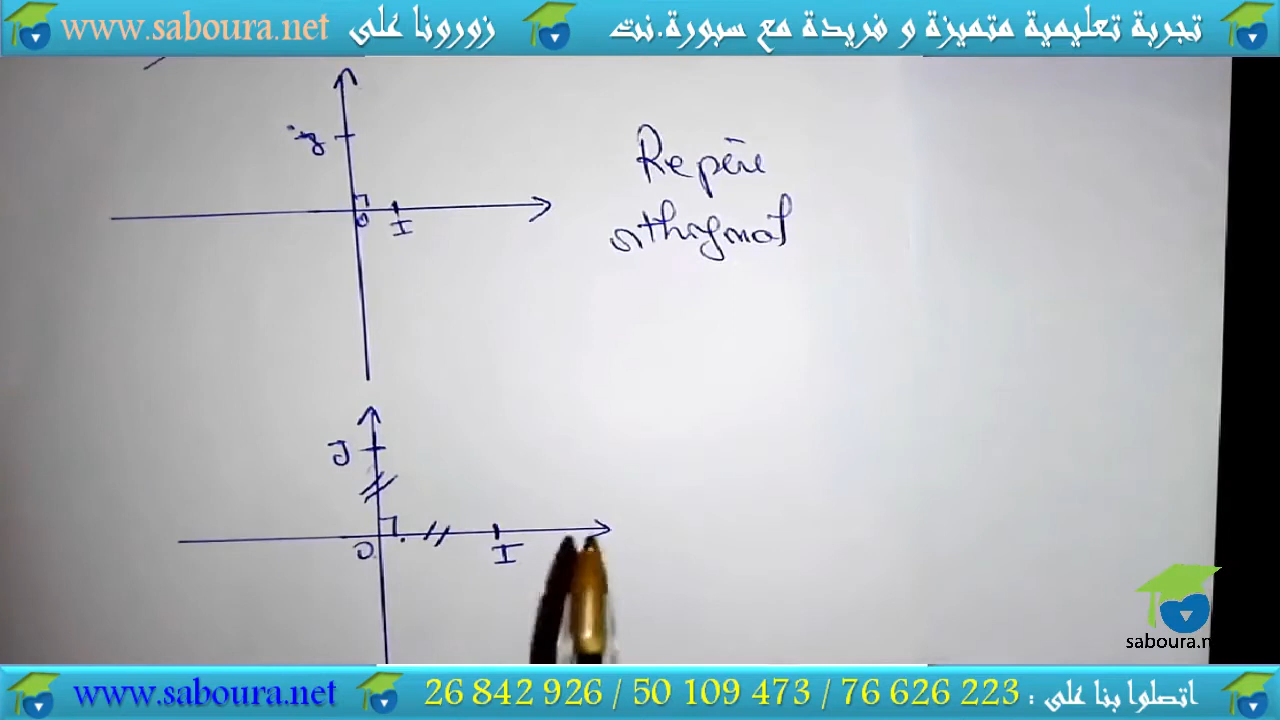 تجربة تعليمية متميزة و فريدة مع سبورة.نت زورونا على www.saboura.net
J
O I
Repère
orthogonal
J
O I
saboura.n
اتصلوا بنا على : 26 842 926 / 50 109 473 / 76 626 223 www.saboura.net